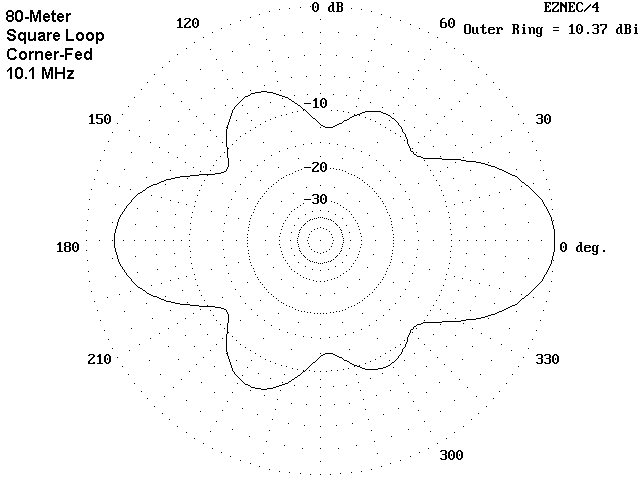 80-Meter
Square Loop
Corner-Fed
10.1 MHz
0 dB
EZNEC/4
Outer Ring = 10.37 dBi
120
60
-10
150
30
-20
-30
180
0 deg.
210
330
300